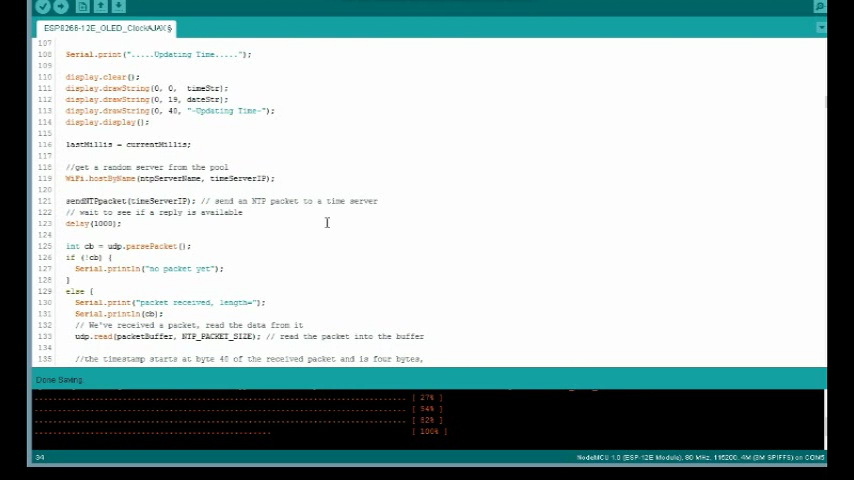 ESP8266-12E_OLED_ClockAJAX §
107
108 Serial.print(".....Updating Time.....");
109
110 display.clear();
111 display.drawString(0, 0, timeStr);
112 display.drawString(0, 19, dateStr);
113 display.drawString(0, 40, "-Updating Time-");
114 display.display();
115
116 lastMillis = currentMillis;
117
118 //get a random server from the pool
119 WiFi.hostByName(ntpServerName, timeServerIP);
120
121 sendNTPpacket(timeServerIP); // send an NTP packet to a time server
122 // wait to see if a reply is available
123 delay(1000);
124
125 int cb = udp.parsePacket();
126 if (!cb) {
127 Serial.println("no packet yet");
128 }
129 else {
130 Serial.print("packet received, length=");
131 Serial.println(cb);
132 // We've received a packet, read the data from it
133 udp.read(packetBuffer, NTP_PACKET_SIZE); // read the packet into the buffer
134
135 //the timestamp starts at byte 40 of the received packet and is four bytes,
Done Saving.
[ 27% ]
[ 54% ]
[ 82% ]
[ 100% ]
34 NodeMCU 1.0 (ESP-12E Module), 80 MHz, 115200, 4M (3M SPIFFS) on COM5